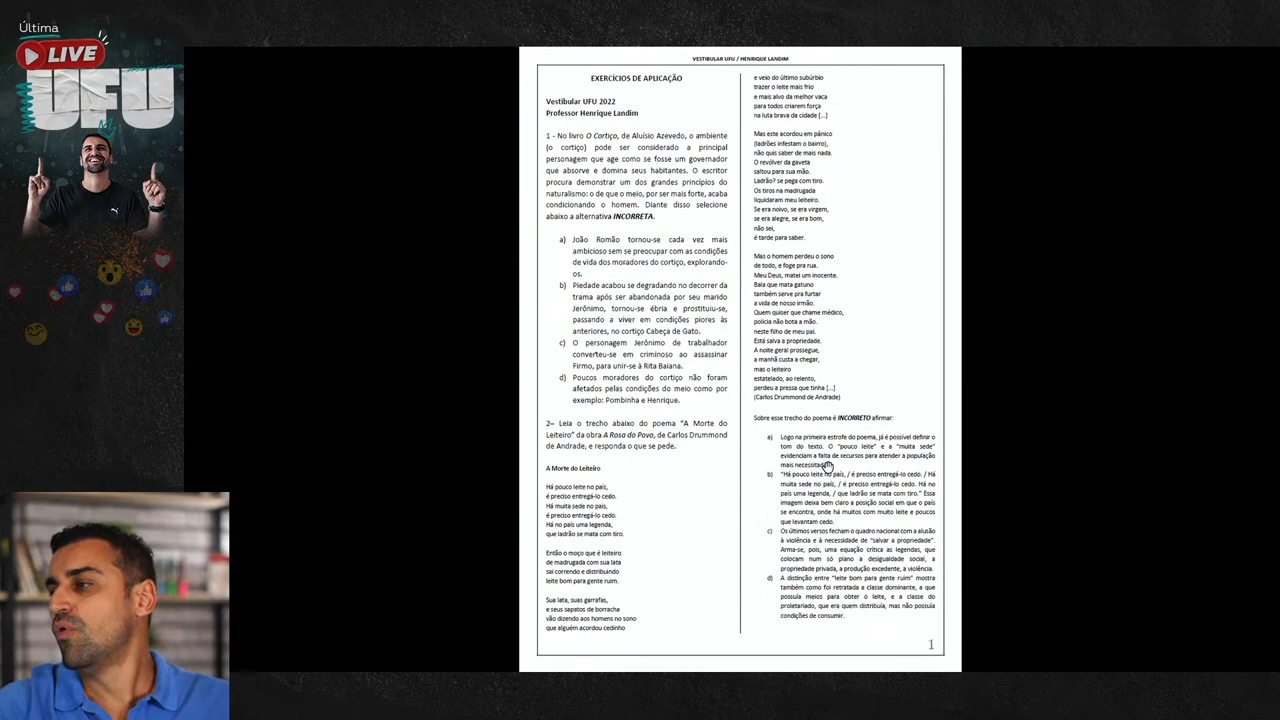 Última
LIVE
UFU
VESTIBULAR UFU / HENRIQUE LANDIM
EXERCÍCIOS DE APLICAÇÃO
Vestibular UFU 2022
Professor Henrique Landim
1 - No livro O Cortiço, de Aluísio Azevedo, o ambiente
(o cortiço) pode ser considerado a principal
personagem que age como se fosse um governador
que absorve e domina seus habitantes. O escritor
procura demonstrar um dos grandes princípios do
naturalismo: o de que o meio, por ser mais forte, acaba
condicionando o homem. Diante disso selecione
abaixo a alternativa INCORRETA.
a) João Romão tornou-se cada vez mais
ambicioso sem se preocupar com as condições
de vida dos moradores do cortiço, explorando-
os.
b) Piedade acabou se degradando no decorrer da
trama após ser abandonada por seu marido
Jerônimo, tornou-se ébria e prostituiu-se,
passando a viver em condições piores às
anteriores, no cortiço Cabeça de Gato.
c) O personagem Jerônimo de trabalhador
converteu-se em criminoso ao assassinar
Firmo, para unir-se à Rita Baiana.
d) Poucos moradores do cortiço não foram
afetados pelas condições do meio como por
exemplo: Pombinha e Henrique.
2– Leia o trecho abaixo do poema "A Morte do
Leiteiro" da obra A Rosa do Povo, de Carlos Drummond
de Andrade, e responda o que se pede.
A Morte do Leiteiro
Há pouco leite no país,
é preciso entregá-lo cedo.
Há muita sede no país,
é preciso entregá-lo cedo.
Há no país uma legenda,
que ladrão se mata com tiro.
Então o moço que é leiteiro
de madrugada com sua lata
sai correndo e distribuindo
leite bom para gente ruim.
Sua lata, suas garrafas,
e seus sapatos de borracha
vão dizendo aos homens no sono
que alguém acordou cedinho
e veio do último subúrbio
trazer o leite mais frio
e mais alvo da melhor vaca
para todos criarem força
na luta brava da cidade [...]
Mas este acordou em pânico
(ladrões infestam o bairro),
não quis saber de mais nada.
O revólver da gaveta
saltou para sua mão.
Ladrão? se pega com tiro.
Os tiros na madrugada
liquidaram meu leiteiro.
Se era noivo, se era virgem,
se era alegre, se era bom,
não sei,
é tarde para saber.
Mas o homem perdeu o sono
de todo, e foge pra rua.
Meu Deus, matei um inocente.
Bala que mata gatuno
também serve pra furtar
a vida de nosso irmão.
Quem quiser que chame médico,
polícia não bota a mão.
neste filho de meu pai.
Está salva a propriedade.
A noite geral prossegue,
a manhã custa a chegar,
mas o leiteiro
estatelado, ao relento,
perdeu a pressa que tinha [...]
(Carlos Drummond de Andrade)
Sobre esse trecho do poema é INCORRETO afirmar:
a) Logo na primeira estrofe do poema, já é possível definir o
tom do texto. O "pouco leite" e a "muita sede"
evidenciam a falta de recursos para atender a população
mais
b) "Há pouco leite no país, / é preciso entregá-lo cedo. / Há
muita sede no país, / é preciso entregá-lo cedo. Há no
país uma legenda, / que ladrão se mata com tiro." Essa
imagem deixa bem claro a posição social em que o país
se encontra, onde há muitos com muito leite e poucos
que levantam cedo.
c) Os últimos versos fecham o quadro nacional com a alusão
à violência e à necessidade de "salvar a propriedade".
Arma-se, pois, uma equação crítica as legendas, que
colocam num só plano a desigualdade social, a
propriedade privada, a produção excedente, a violência.
d) A distinção entre "leite bom para gente ruim" mostra
também como foi retratada a classe dominante, a que
possuía meios para obter o leite, e a classe do
proletariado, que era quem distribuía, mas não possuía
condições de consumir.
1